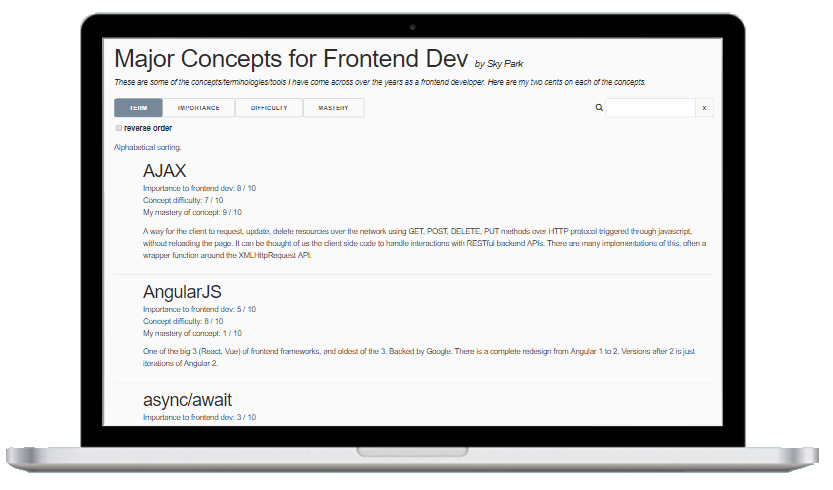 Major Concepts for Frontend Dev by Sky Park
These are some of the concepts/terminologies/tools I have come across over the years as a frontend developer. Here are my two cents on each of the concepts.
TERM IMPORTANCE DIFFICULTY MASTERY x
reverse order
Alphabetical sorting.
AJAX
Importance to frontend dev: 8 / 10
Concept difficulty: 7 / 10
My mastery of concept: 9 / 10
A way for the client to request, update, delete resources over the network using GET, POST, DELETE, PUT methods over HTTP protocol triggered through javascript,
without reloading the page. It can be thought of as the client side code to handle interactions with RESTful backend APIs. There are many implementations of this, often a
wrapper function around the XMLHttpRequest API.
AngularJS
Importance to frontend dev: 5 / 10
Concept difficulty: 8 / 10
My mastery of concept: 1 / 10
One of the big 3 (React, Vue) of frontend frameworks, and oldest of the 3. Backed by Google. There is a complete redesign from Angular 1 to 2. Versions after 2 is just
iterations of Angular 2.
async/await
Importance to frontend dev: 3 / 10